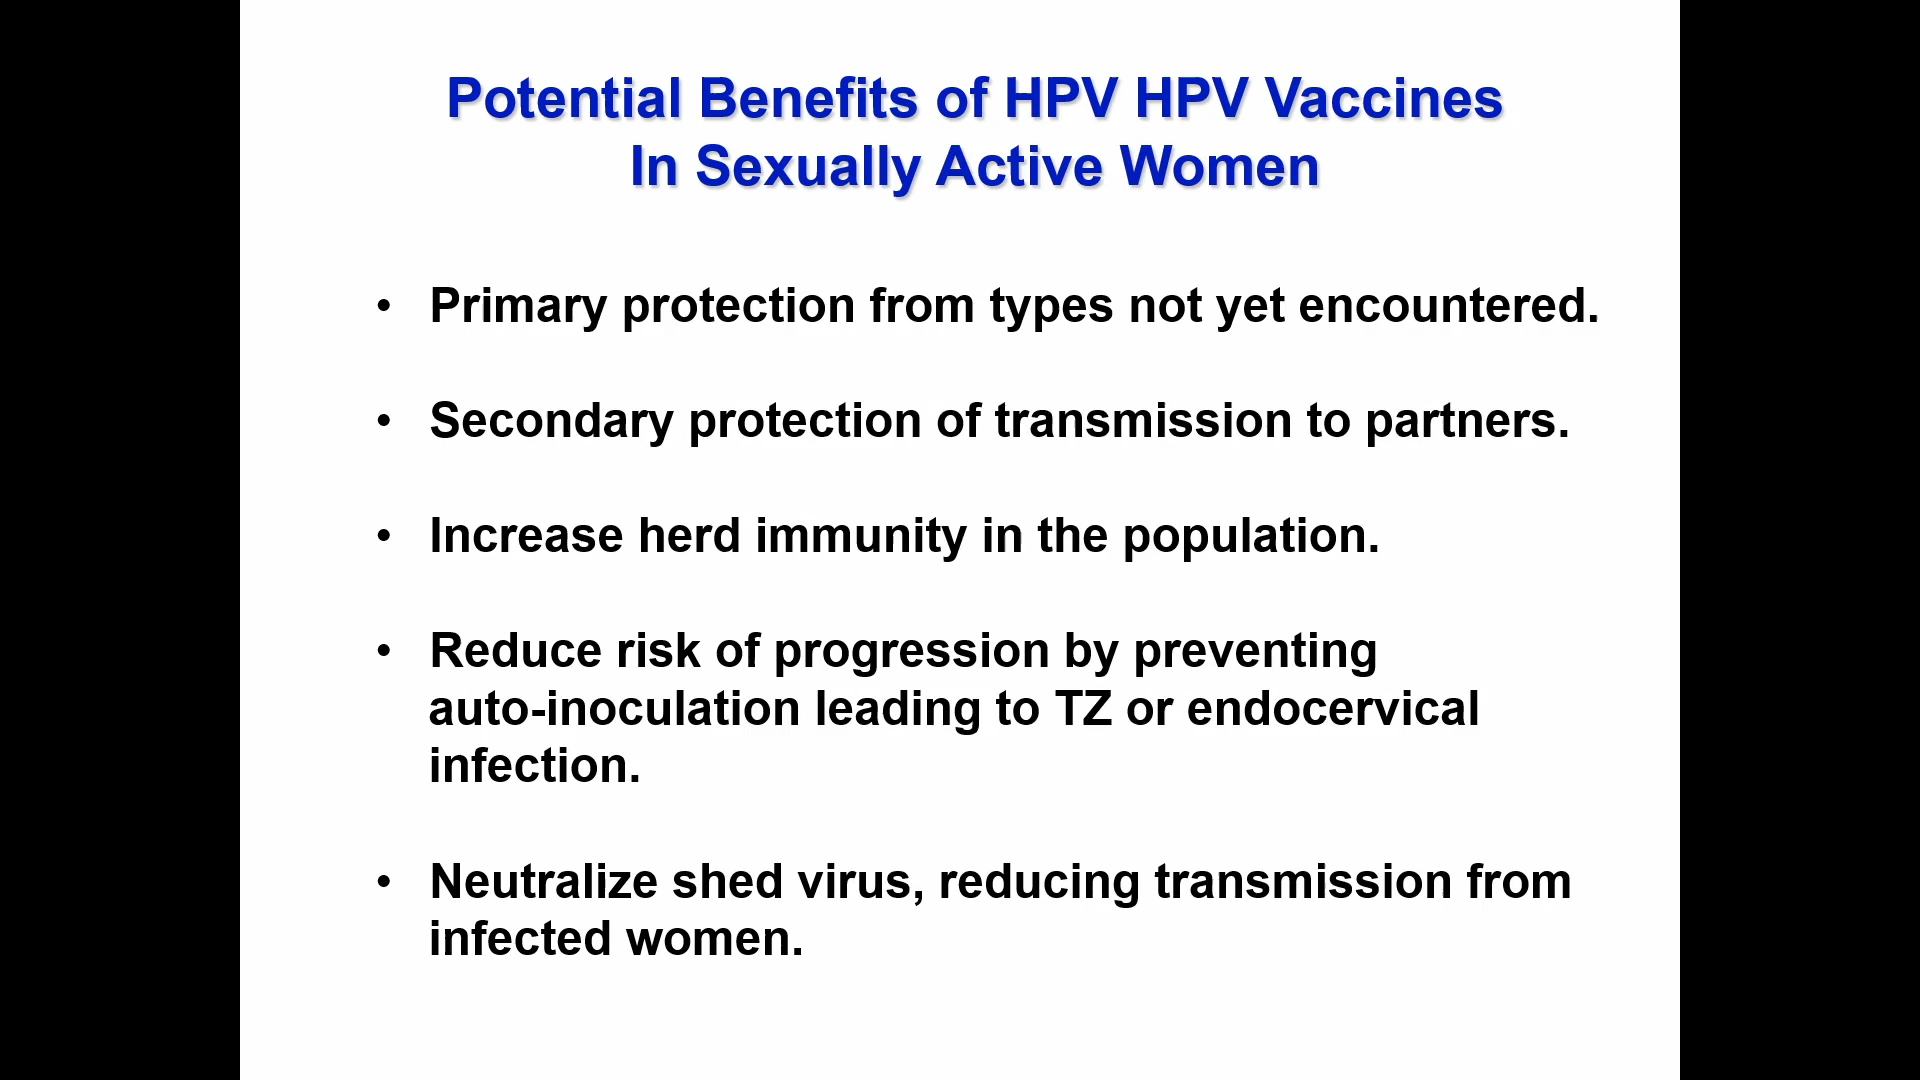 Potential Benefits of HPV HPV Vaccines
In Sexually Active Women
• Primary protection from types not yet encountered.
• Secondary protection of transmission to partners.
• Increase herd immunity in the population.
• Reduce risk of progression by preventing
auto-inoculation leading to TZ or endocervical
infection.
• Neutralize shed virus, reducing transmission from
infected women.